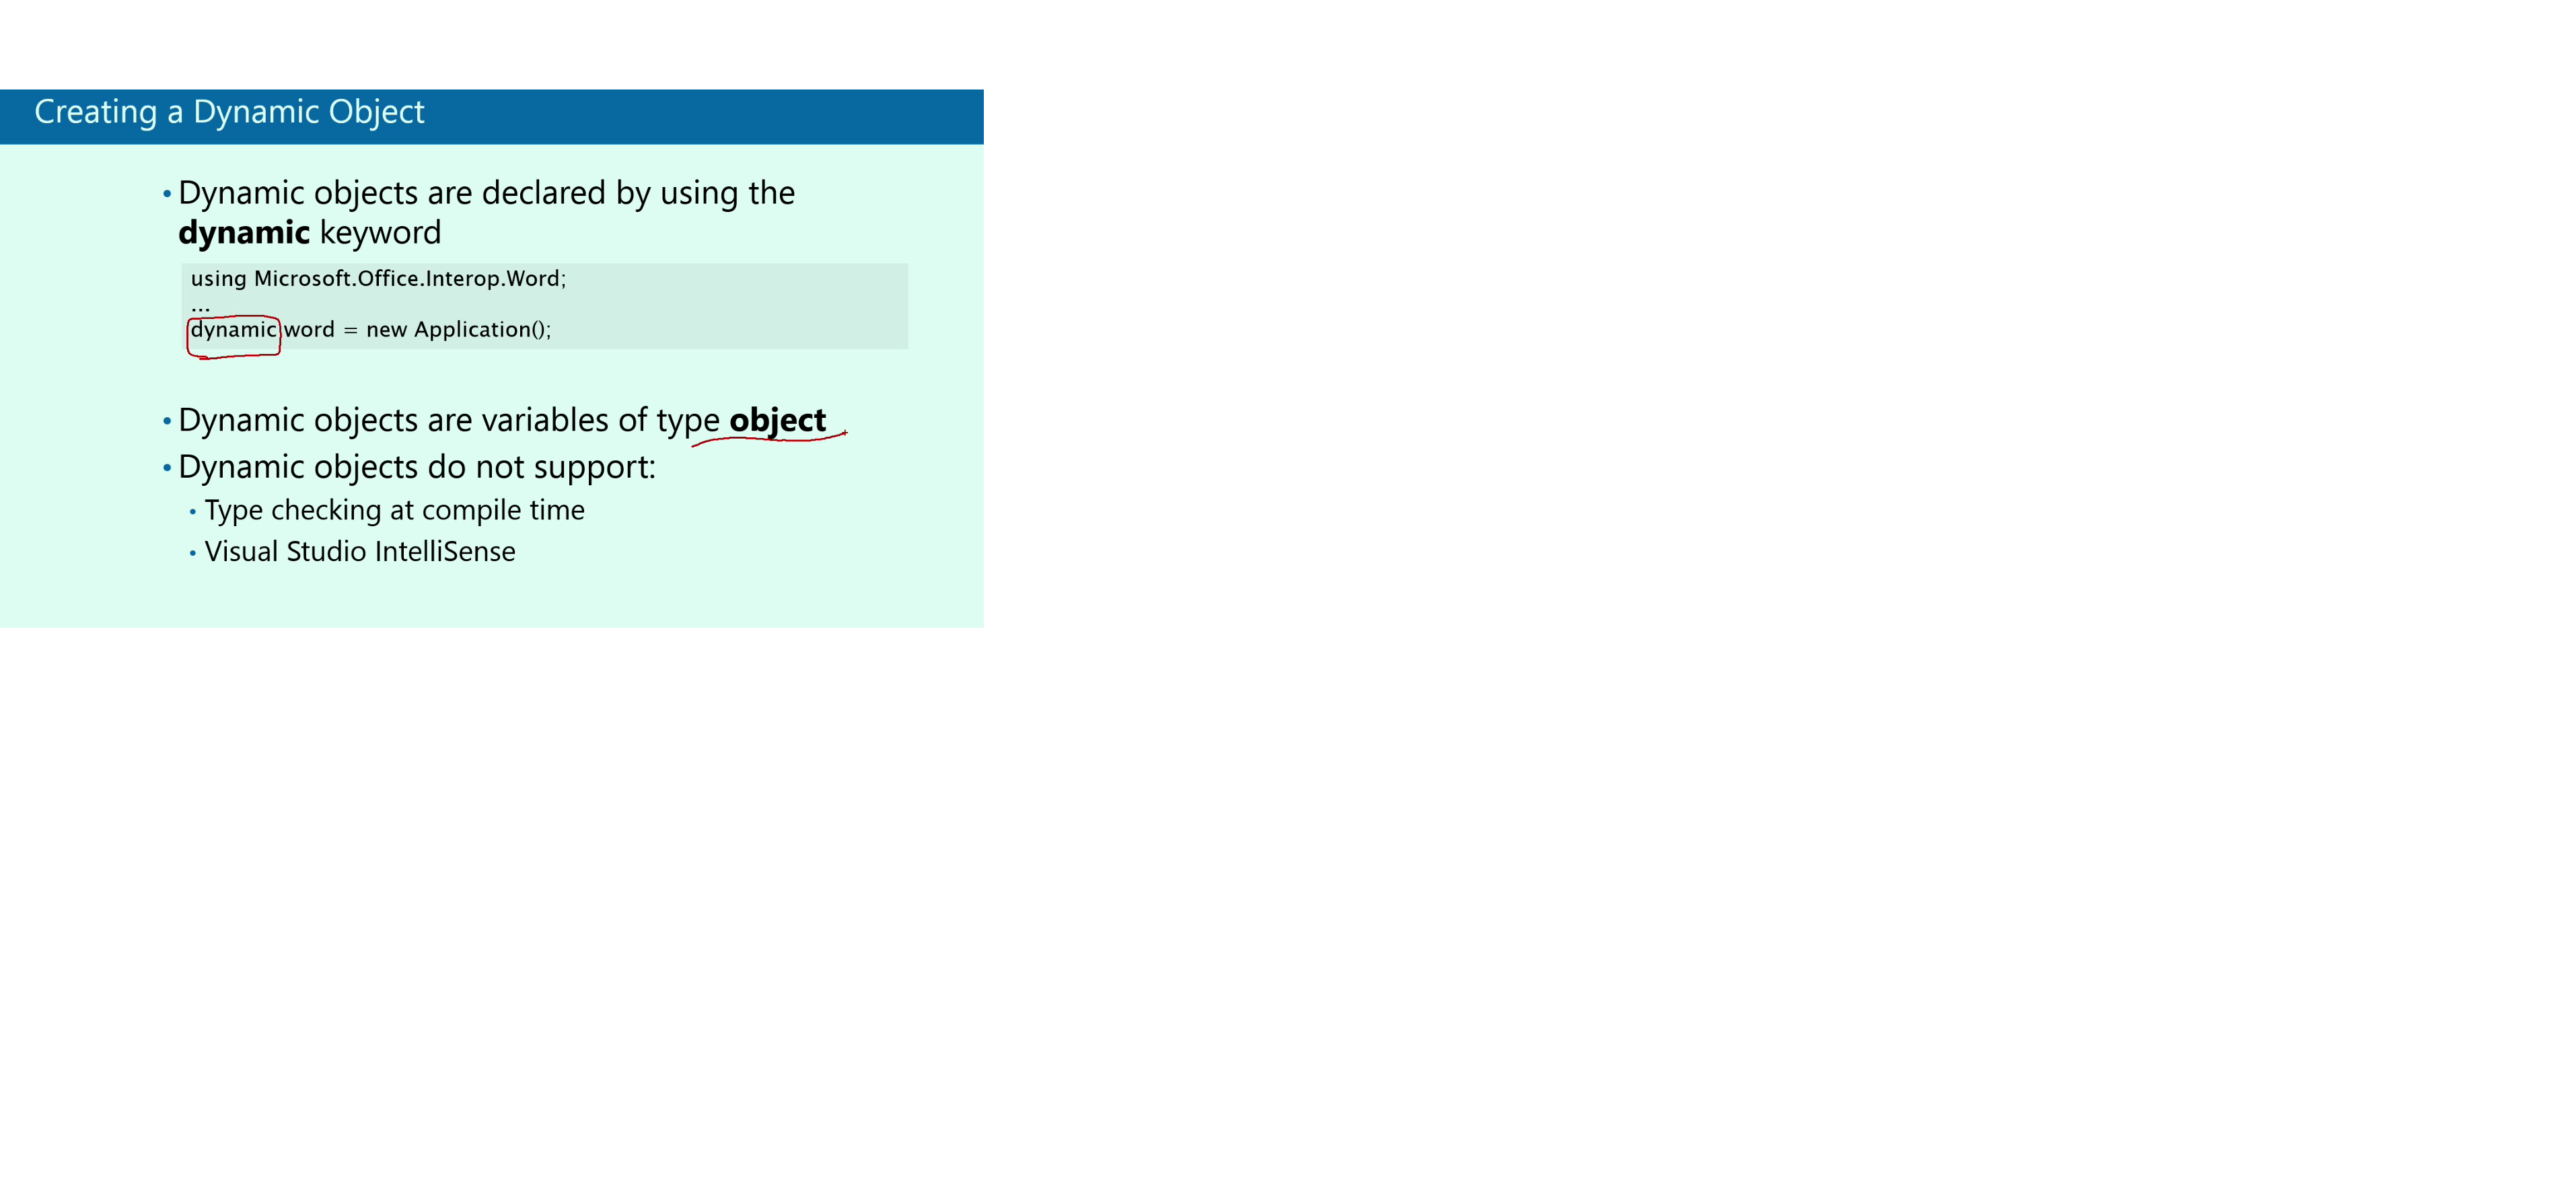 Creating a Dynamic Object
• Dynamic objects are declared by using the
dynamic keyword
using Microsoft.Office.Interop.Word;
...
dynamic word = new Application();
• Dynamic objects are variables of type object
• Dynamic objects do not support:
• Type checking at compile time
• Visual Studio IntelliSense